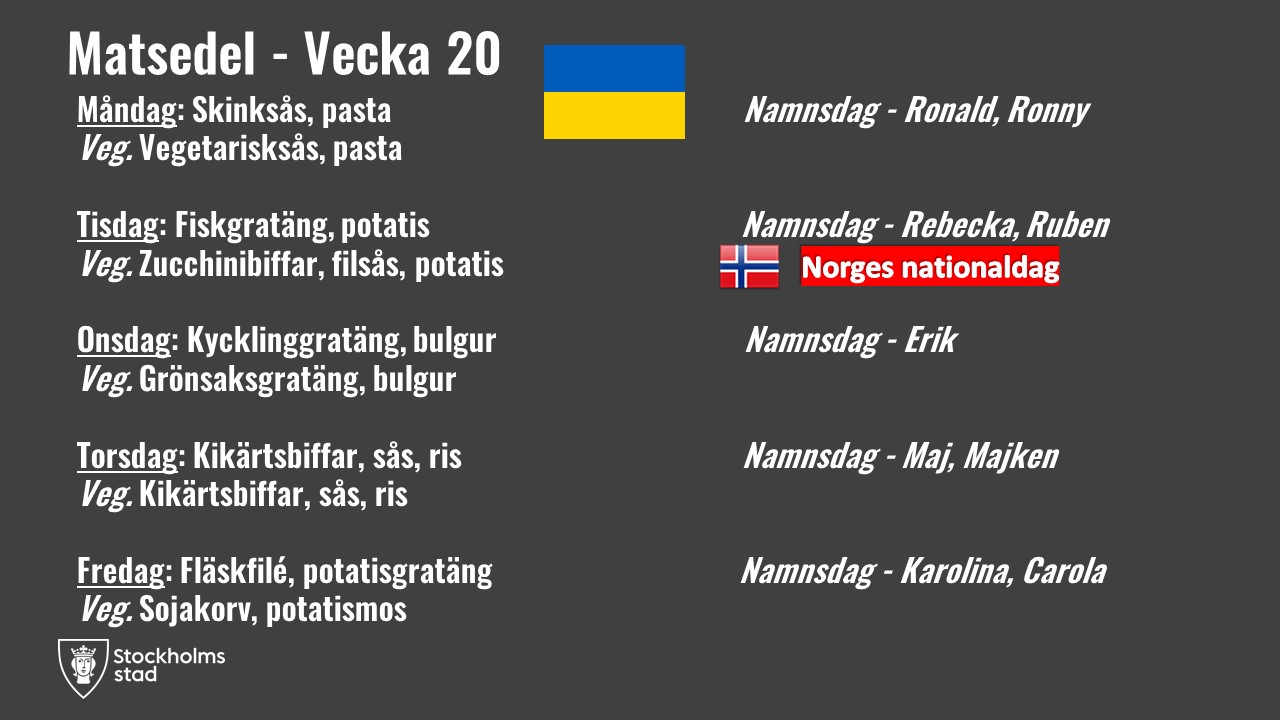 Matsedel - Vecka 20
Måndag: Skinksås, pasta
Veg. Vegetarisksås, pasta
Namnsdag - Ronald, Ronny
Tisdag: Fiskgratäng, potatis
Veg. Zucchinibiffar, filsås, potatis
Namnsdag - Rebecka, Ruben
Norges nationaldag
Onsdag: Kycklinggratäng, bulgur
Veg. Grönsaksgratäng, bulgur
Namnsdag - Erik
Torsdag: Kikärtsbiffar, sås, ris
Veg. Kikärtsbiffar, sås, ris
Namnsdag - Maj, Majken
Fredag: Fläskfilé, potatisgratäng
Veg. Sojakorv, potatismos
Namnsdag - Karolina, Carola
Stockholms
stad